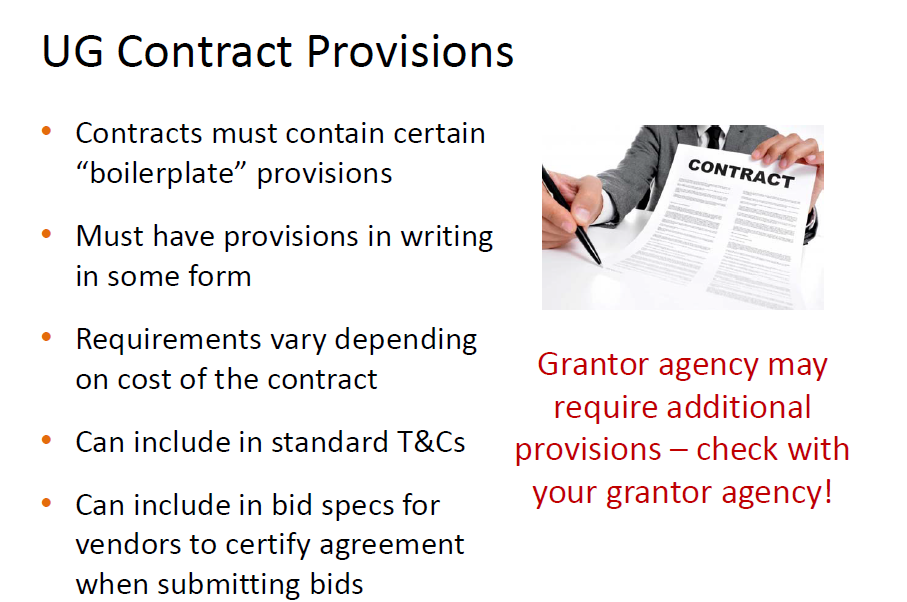 UG Contract Provisions
• Contracts must contain certain
“boilerplate” provisions
• Must have provisions in writing
in some form
• Requirements vary depending
on cost of the contract
• Can include in standard T&Cs
• Can include in bid specs for
vendors to certify agreement
when submitting bids
CONTRACT
Grantor agency may
require additional
provisions – check with
your grantor agency!